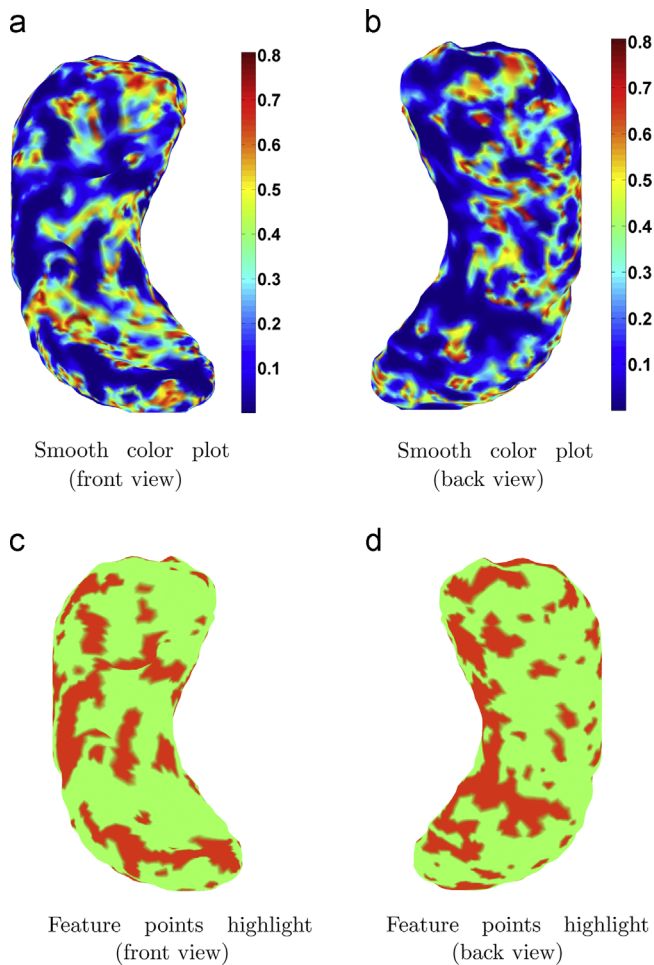 a
b
0.8
0.7
0.6
0.5
0.4
0.3
0.2
0.1
0.8
0.7
0.6
0.5
0.4
0.3
0.2
0.1
Smooth color plot
(front view)
Smooth color plot
(back view)
c
d
Feature points highlight
(front view)
Feature points highlight
(back view)